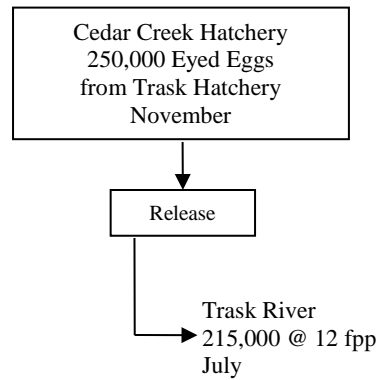 Cedar Creek Hatchery
250,000 Eyed Eggs
from Trask Hatchery
November
Release
Trask River
215,000 @ 12 fpp
July